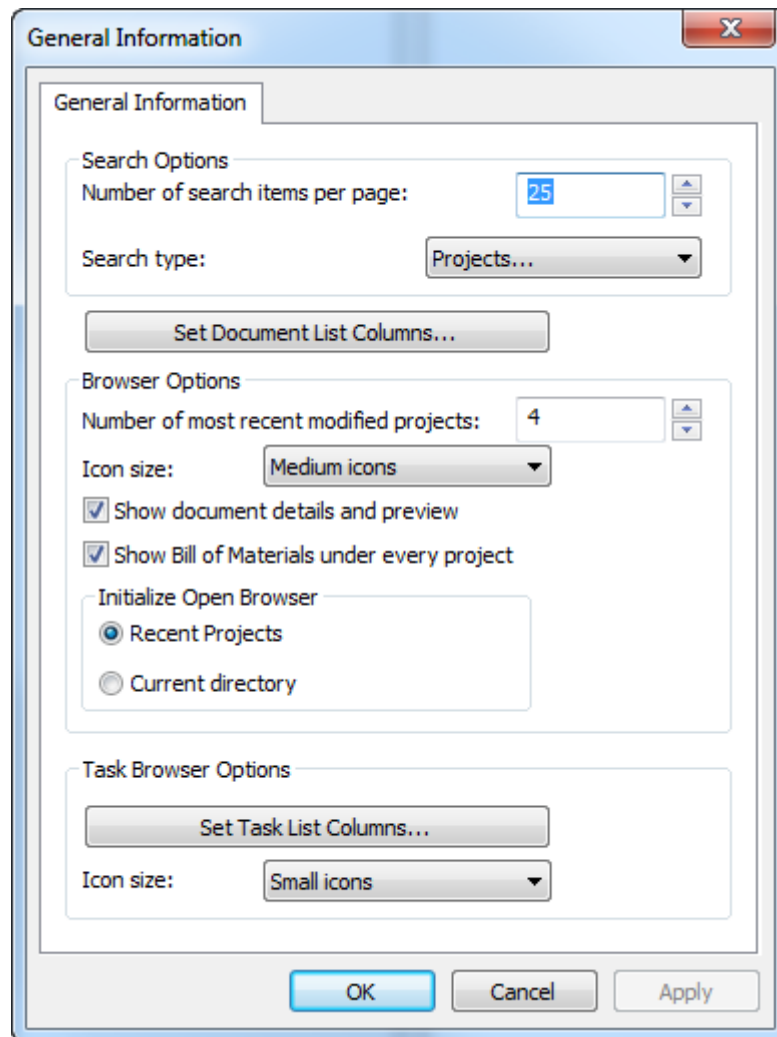 General Information
General Information
Search Options
Number of search items per page: 25
Search type: Projects...
Set Document List Columns...
Browser Options
Number of most recent modified projects: 4
Icon size: Medium icons
Show document details and preview
Show Bill of Materials under every project
Initialize Open Browser
Recent Projects
Current directory
Task Browser Options
Set Task List Columns...
Icon size: Small icons
OK Cancel Apply